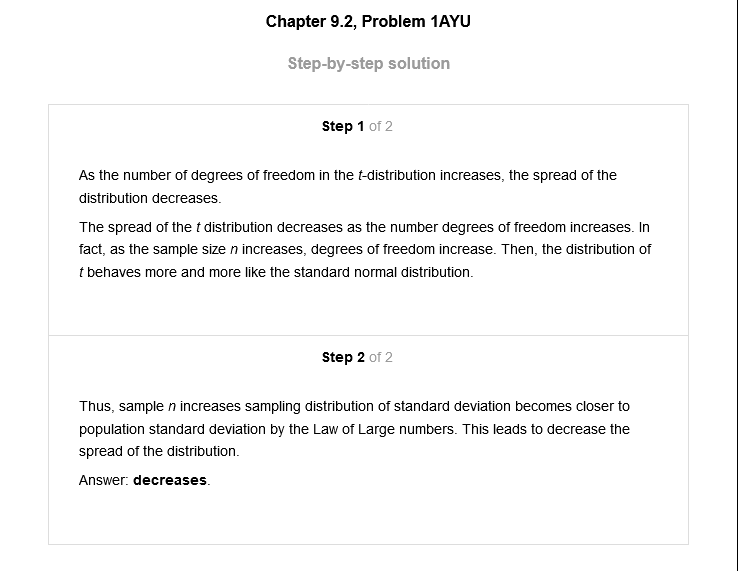 Chapter 9.2, Problem 1AYU
Step-by-step solution
Step 1 of 2
As the number of degrees of freedom in the t-distribution increases, the spread of the
distribution decreases.
The spread of the t distribution decreases as the number degrees of freedom increases. In
fact, as the sample size n increases, degrees of freedom increase. Then, the distribution of
t behaves more and more like the standard normal distribution.
Step 2 of 2
Thus, sample n increases sampling distribution of standard deviation becomes closer to
population standard deviation by the Law of Large numbers. This leads to decrease the
spread of the distribution.
Answer: decreases.